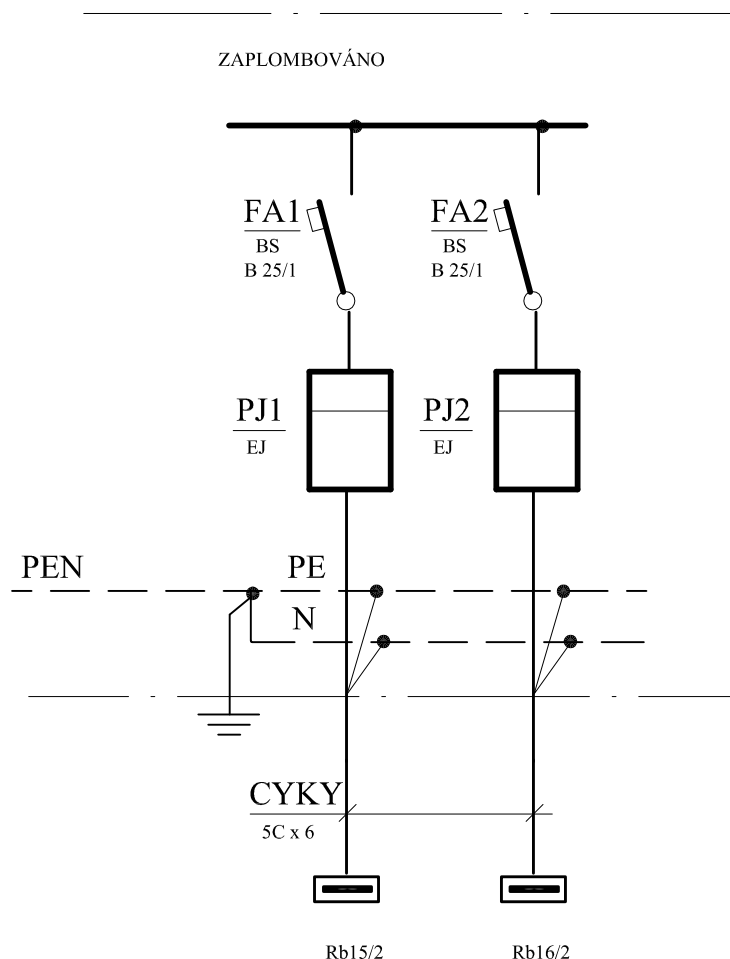 ZAPLOMBOVÁNO
FA1
BS
B 25/1
FA2
BS
B 25/1
PJ1
EJ
PJ2
EJ
PEN
PE
N
CYKY
5C x 6
Rb15/2
Rb16/2